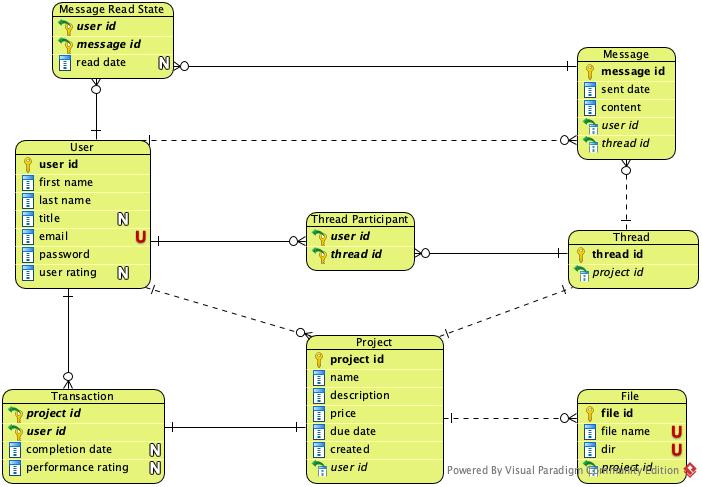 Message Read State
user id
message id
read date N
Message
message id
sent date
content
user id
thread id
User
user id
first name
last name
title N
email U
password
user rating N
Thread Participant
user id
thread id
Thread
thread id
project id
Project
project id
name
description
price
due date
created
user id
Transaction
project id
user id
completion date N
performance rating N
File
file id
file name U
dir U
project id
Powered By Visual Paradigm Community Edition